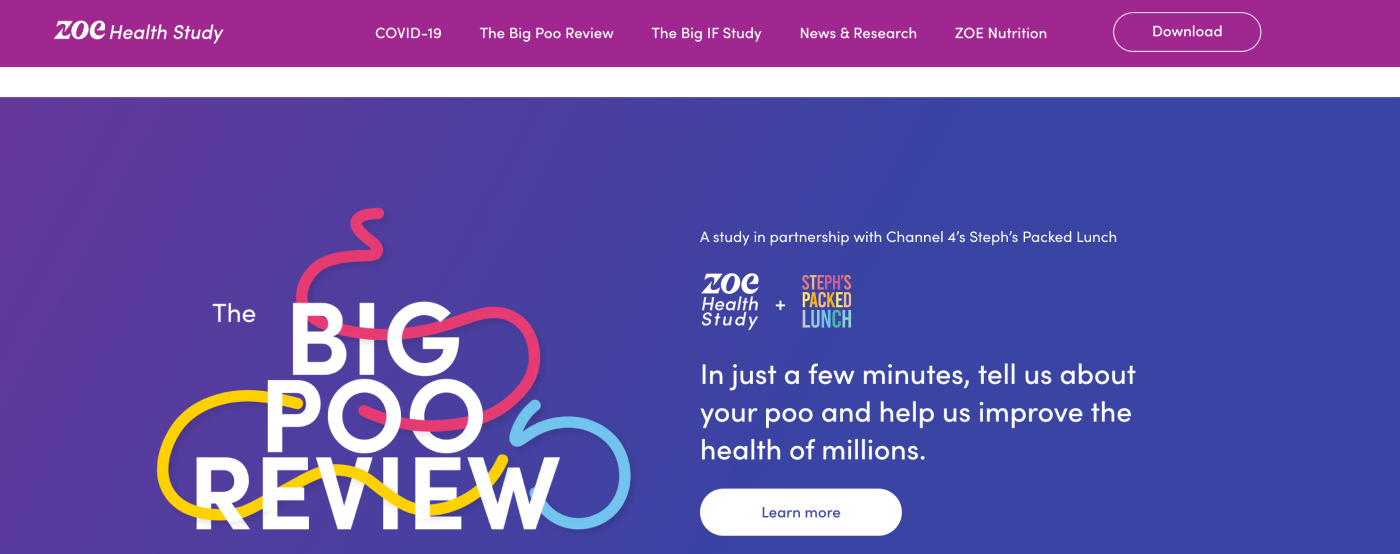 ZOE Health Study
COVID-19
The Big Poo Review
The Big IF Study
News & Research
ZOE Nutrition
Download
The
BIG
POO
REVIEW
A study in partnership with Channel 4’s Steph’s Packed Lunch
ZOE
Health
Study
+
STEPH'S
PACKED
LUNCH
In just a few minutes, tell us about
your poo and help us improve the
health of millions.
Learn more